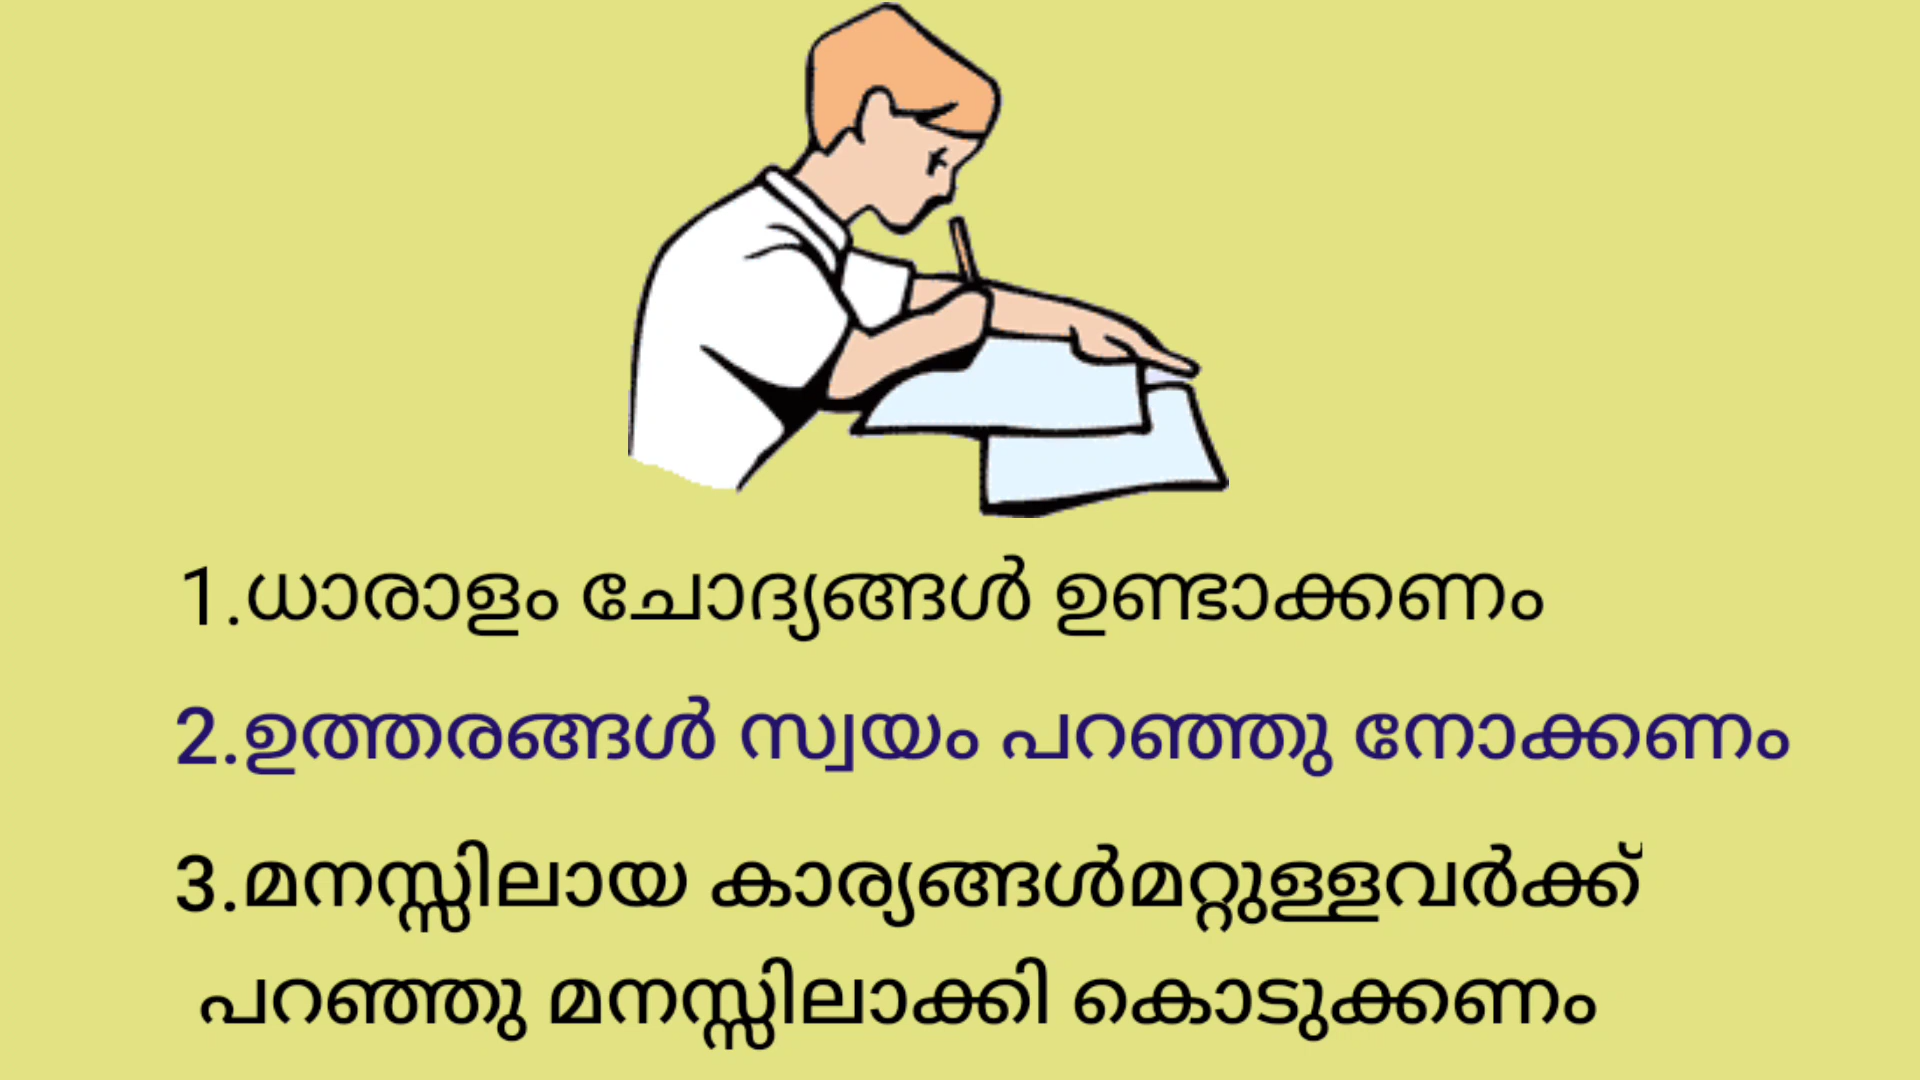 1.ധാരാളം ചോദ്യങ്ങൾ ഉണ്ടാക്കണം
2.ഉത്തരങ്ങൾ സ്വയം പറഞ്ഞു നോക്കണം
3.മനസ്സിലായ കാര്യങ്ങൾമറ്റുള്ളവർക്ക്
പറഞ്ഞു മനസ്സിലാക്കി കൊടുക്കണം